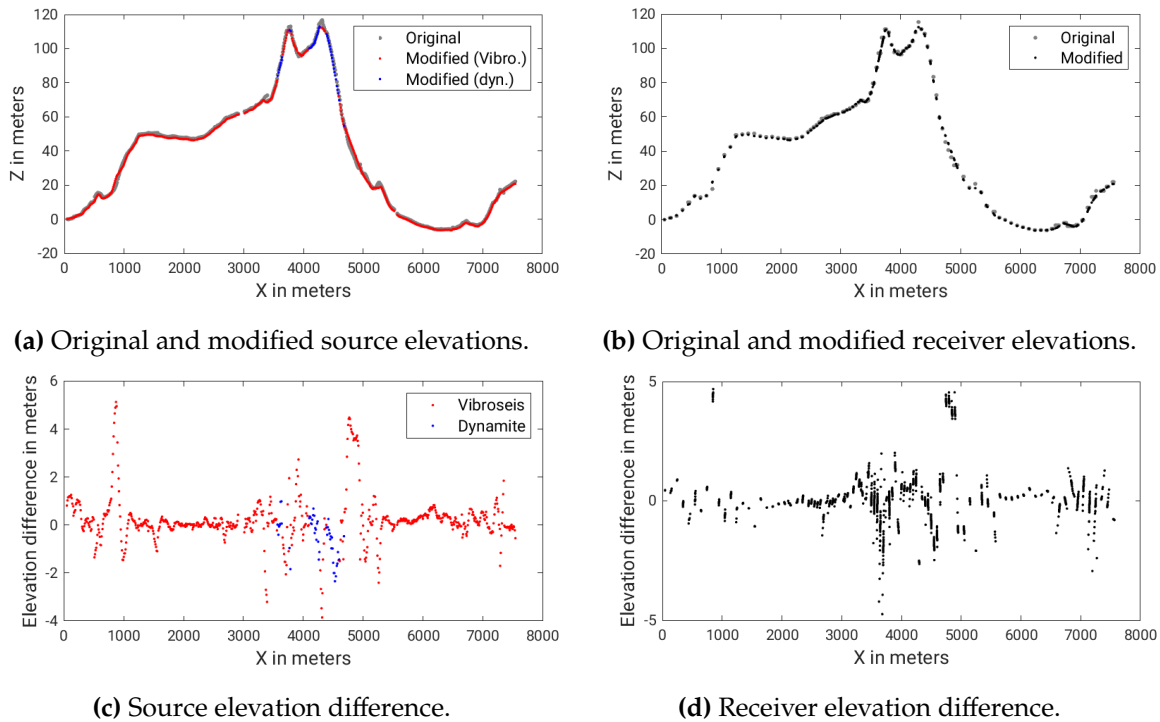 120
100
80
60
40
20
0
-20
Z in meters
0 1000 2000 3000 4000 5000 6000 7000 8000
X in meters
Original
Modified (Vibro.)
Modified (dyn.)
(a) Original and modified source elevations.
120
100
80
60
40
20
0
-20
Z in meters
0 1000 2000 3000 4000 5000 6000 7000 8000
X in meters
Original
Modified
(b) Original and modified receiver elevations.
6
4
2
0
-2
-4
Elevation difference in meters
0 1000 2000 3000 4000 5000 6000 7000 8000
X in meters
Vibroseis
Dynamite
(c) Source elevation difference.
5
0
-5
Elevation difference in meters
0 1000 2000 3000 4000 5000 6000 7000 8000
X in meters
(d) Receiver elevation difference.